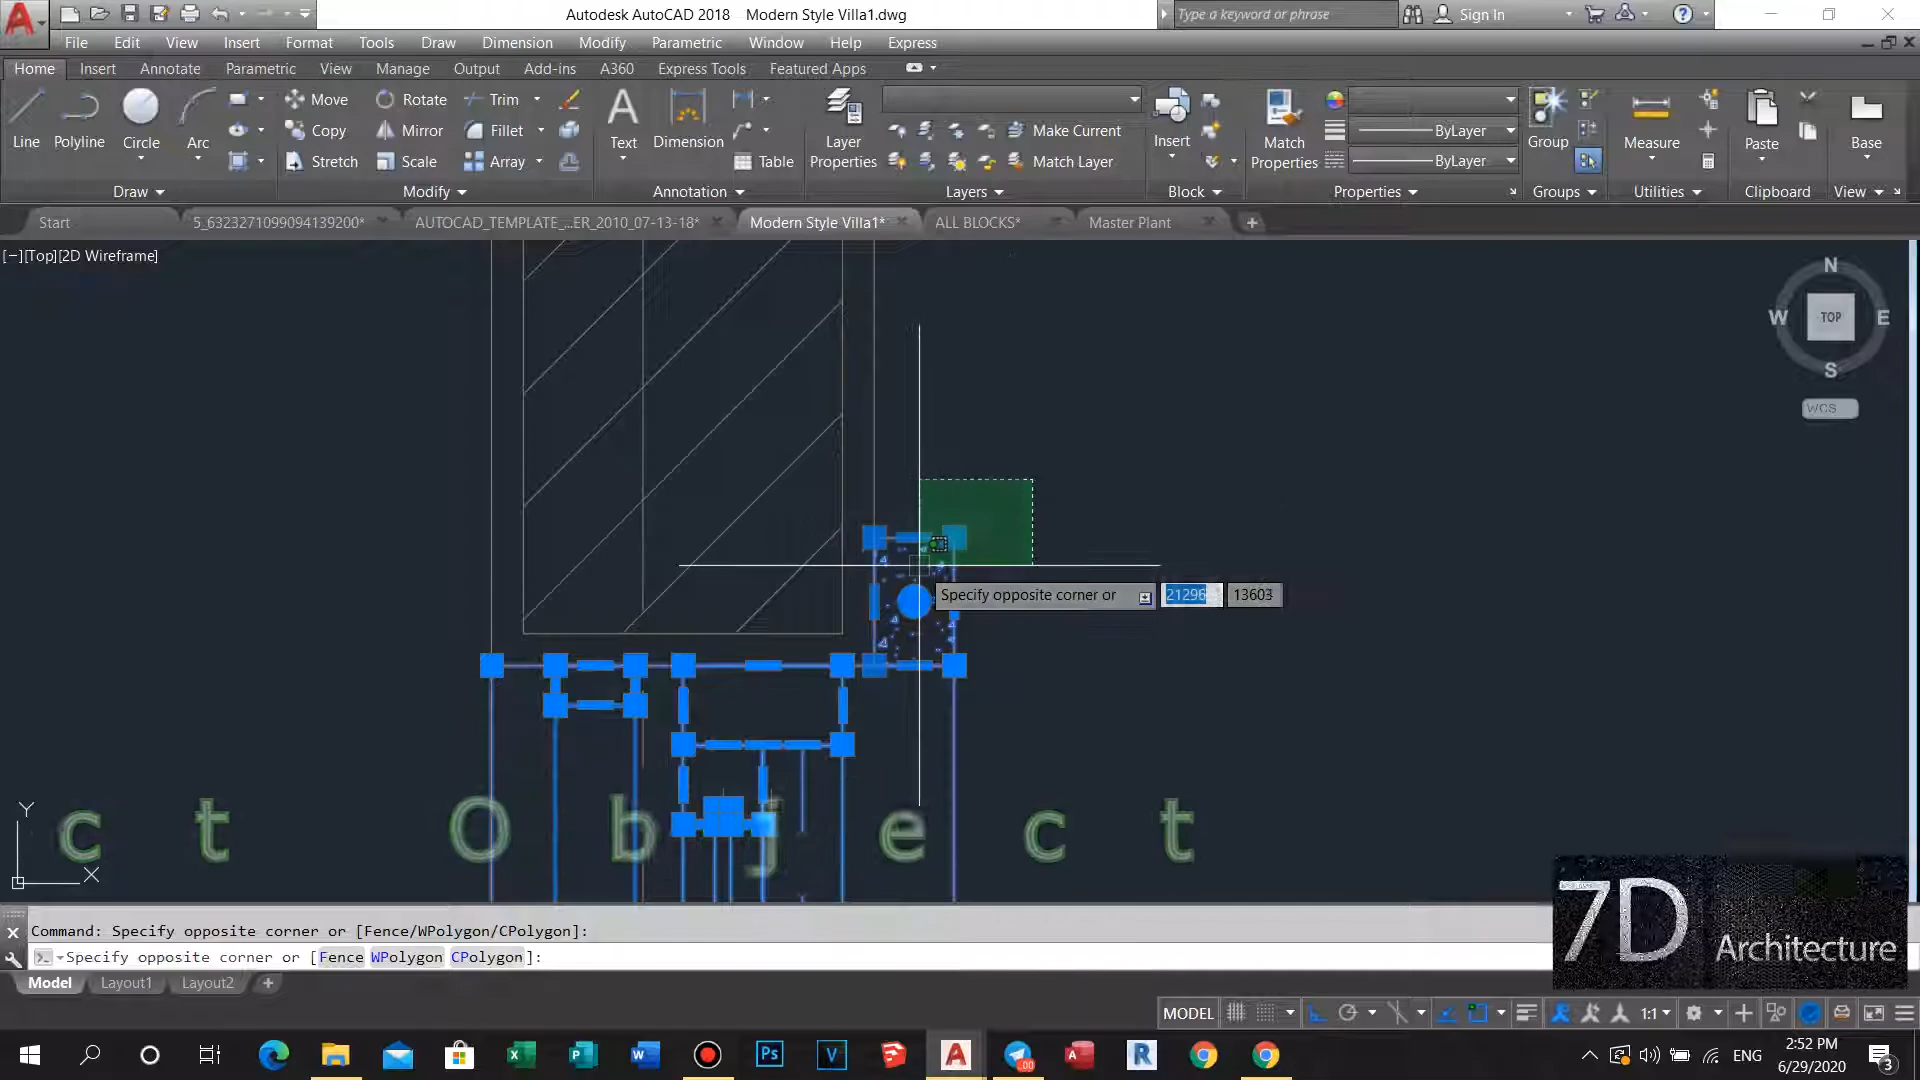 Autodesk AutoCAD 2018 Modern Style Villa1.dwg
Type a keyword or phrase
Sign In
File Edit View Insert Format Tools Draw Dimension Modify Parametric Window Help Express
Home Insert Annotate Parametric View Manage Output Add-ins A360 Express Tools Featured Apps
Line Polyline Circle Arc
Move Rotate Trim
Copy Mirror Fillet
Stretch Scale Array
Text Dimension Table
Layer Properties
Make Current
Match Layer
Insert
Match Properties
ByLayer
ByLayer
Group
Measure
Paste
Base
Draw Modify Annotation Layers Block Properties Groups Utilities Clipboard View
Start 5_6323271099094139200* AUTOCAD_TEMPLATE_...ER_2010_07-13-18* Modern Style Villa1* ALL BLOCKS* Master Plant
[−][Top][2D Wireframe]
N
W TOP E
S
WCS
Specify opposite corner or 21296 13603
c t O b j e c t
Y
X
7D Architecture
Command: Specify opposite corner or [Fence/WPolygon/CPolygon]:
Specify opposite corner or [Fence WPolygon CPolygon]:
Model Layout1 Layout2
MODEL 1:1
ENG
2:52 PM
6/29/2020
3